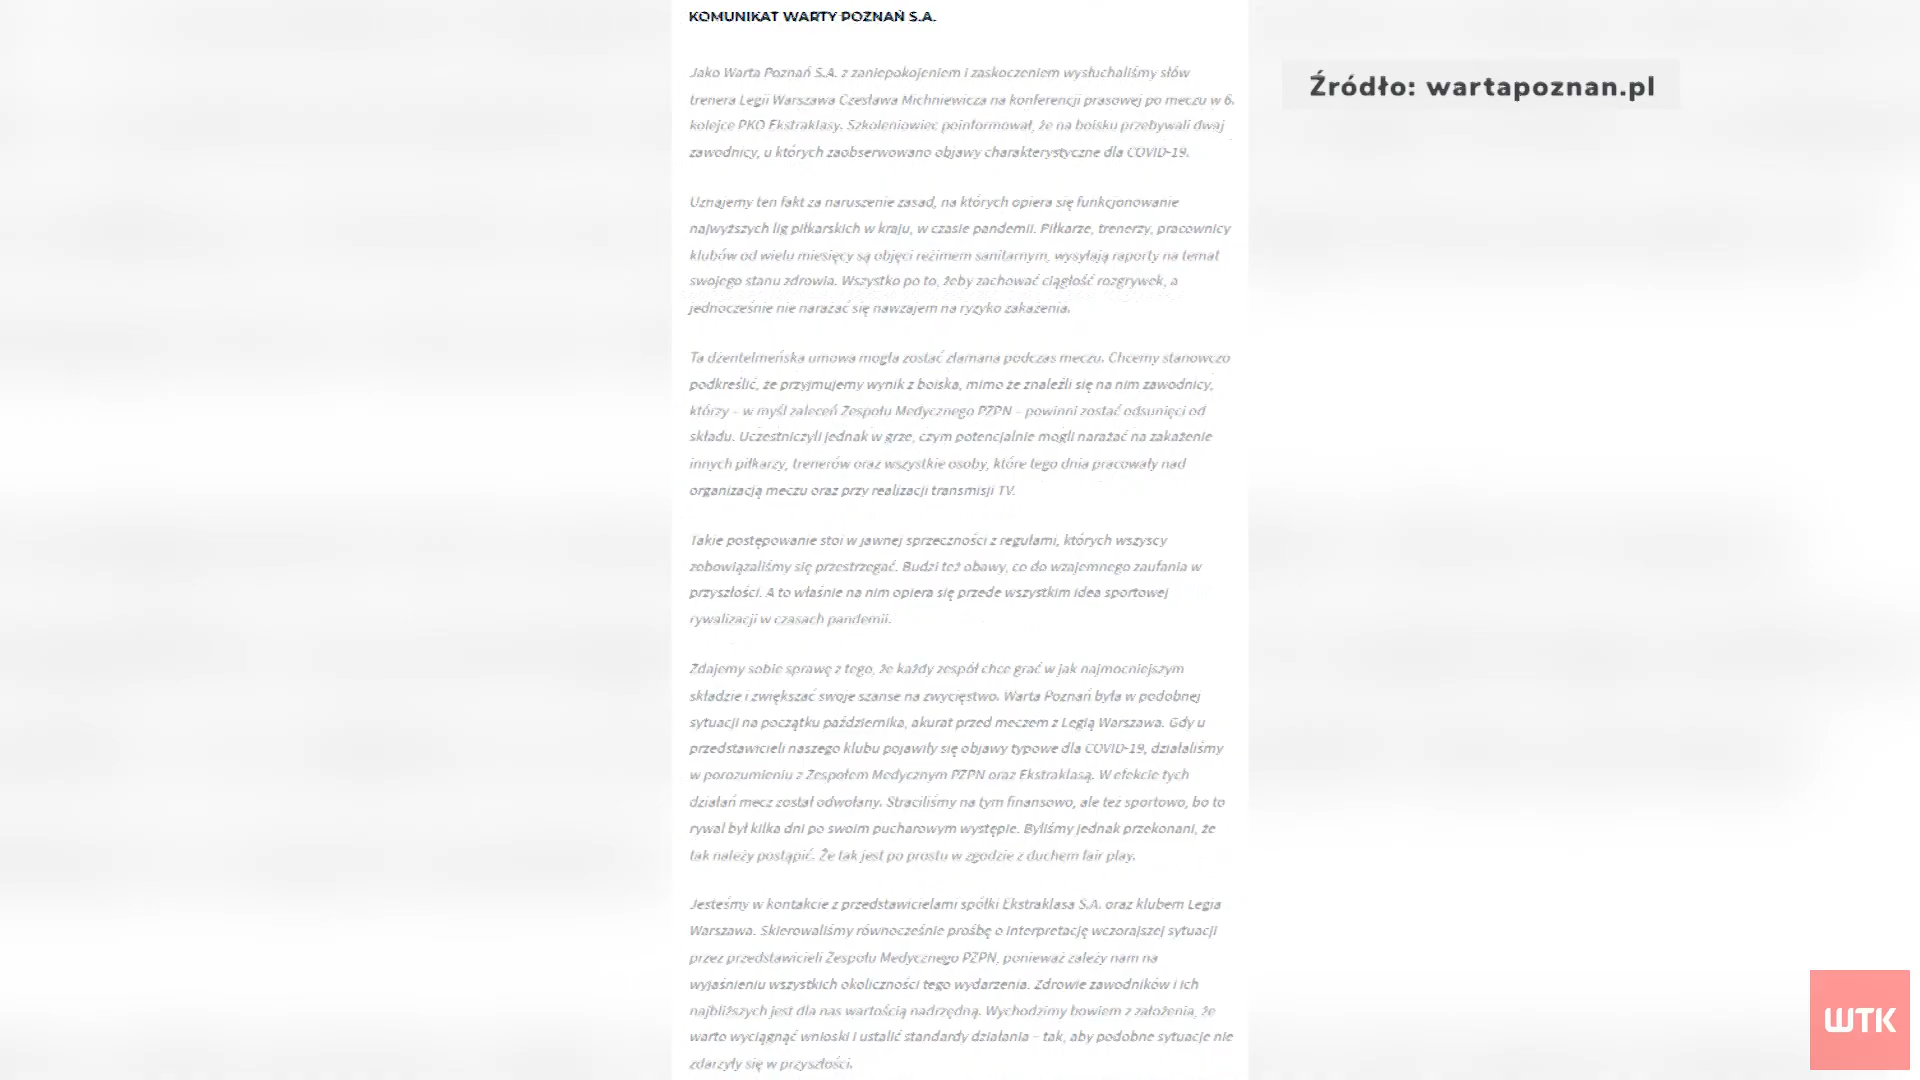 KOMUNIKAT WARTY POZNAŃ S.A.
Źródło: wartapoznan.pl
Jako Warta Poznań S.A. z zaniepokojeniem i zaskoczeniem wysłuchaliśmy słów
trenera Legii Warszawa Czesława Michniewicza na konferencji prasowej po meczu w 6.
kolejce PKO Ekstraklasy. Szkoleniowiec poinformował, że na boisku przebywali dwaj
zawodnicy, u których zaobserwowano objawy charakterystyczne dla COVID-19.
Uznajemy ten fakt za naruszenie zasad, na których opiera się funkcjonowanie
najwyższych lig piłkarskich w kraju, w czasie pandemii. Piłkarze, trenerzy, pracownicy
klubów od wielu miesięcy są objęci reżimem sanitarnym, wysyłają raporty na temat
swojego stanu zdrowia. Wszystko po to, żeby zachować ciągłość rozgrywek, a
jednocześnie nie narażać się nawzajem na ryzyko zakażenia.
Ta dżentelmeńska umowa mogła zostać złamana podczas meczu. Chcemy stanowczo
podkreślić, że przyjmujemy wynik z boiska, mimo że znaleźli się na nim zawodnicy,
którzy – w myśl zaleceń Zespołu Medycznego PZPN – powinni zostać odsunięci od
składu. Uczestniczyli jednak w grze, czym potencjalnie mogli narażać na zakażenie
innych piłkarzy, trenerów oraz wszystkie osoby, które tego dnia pracowały nad
organizacją meczu oraz przy realizacji transmisji TV.
Takie postępowanie stoi w jawnej sprzeczności z regułami, których wszyscy
zobowiązaliśmy się przestrzegać. Budzi też obawy, co do wzajemnego zaufania w
przyszłości. A to właśnie na nim opiera się przede wszystkim idea sportowej
rywalizacji w czasach pandemii.
Zdajemy sobie sprawę z tego, że każdy zespół chce grać w jak najmocniejszym
składzie i zwiększać swoje szanse na zwycięstwo. Warta Poznań była w podobnej
sytuacji na początku października, akurat przed meczem z Legią Warszawa. Gdy u
przedstawicieli naszego klubu pojawiły się objawy typowe dla COVID-19, działaliśmy
w porozumieniu z Zespołem Medycznym PZPN oraz Ekstraklasą. W efekcie tych
działań mecz został odwołany. Straciliśmy na tym finansowo, ale też sportowo, bo to
rywal był kilka dni po swoim pucharowym występie. Byliśmy jednak przekonani, że
tak należy postąpić. Że tak jest po prostu w zgodzie z duchem fair play.
Jesteśmy w kontakcie z przedstawicielami spółki Ekstraklasa S.A. oraz klubem Legia
Warszawa. Skierowaliśmy równocześnie prośbę o interpretację wczorajszej sytuacji
przez przedstawicieli Zespołu Medycznego PZPN, ponieważ zależy nam na
wyjaśnieniu wszystkich okoliczności tego wydarzenia. Zdrowie zawodników i ich
najbliższych jest dla nas wartością nadrzędną. Wychodzimy bowiem z założenia, że
warto wyciągnąć wnioski i ustalić standardy działania – tak, aby podobne sytuacje nie
zdarzyły się w przyszłości.
WTK